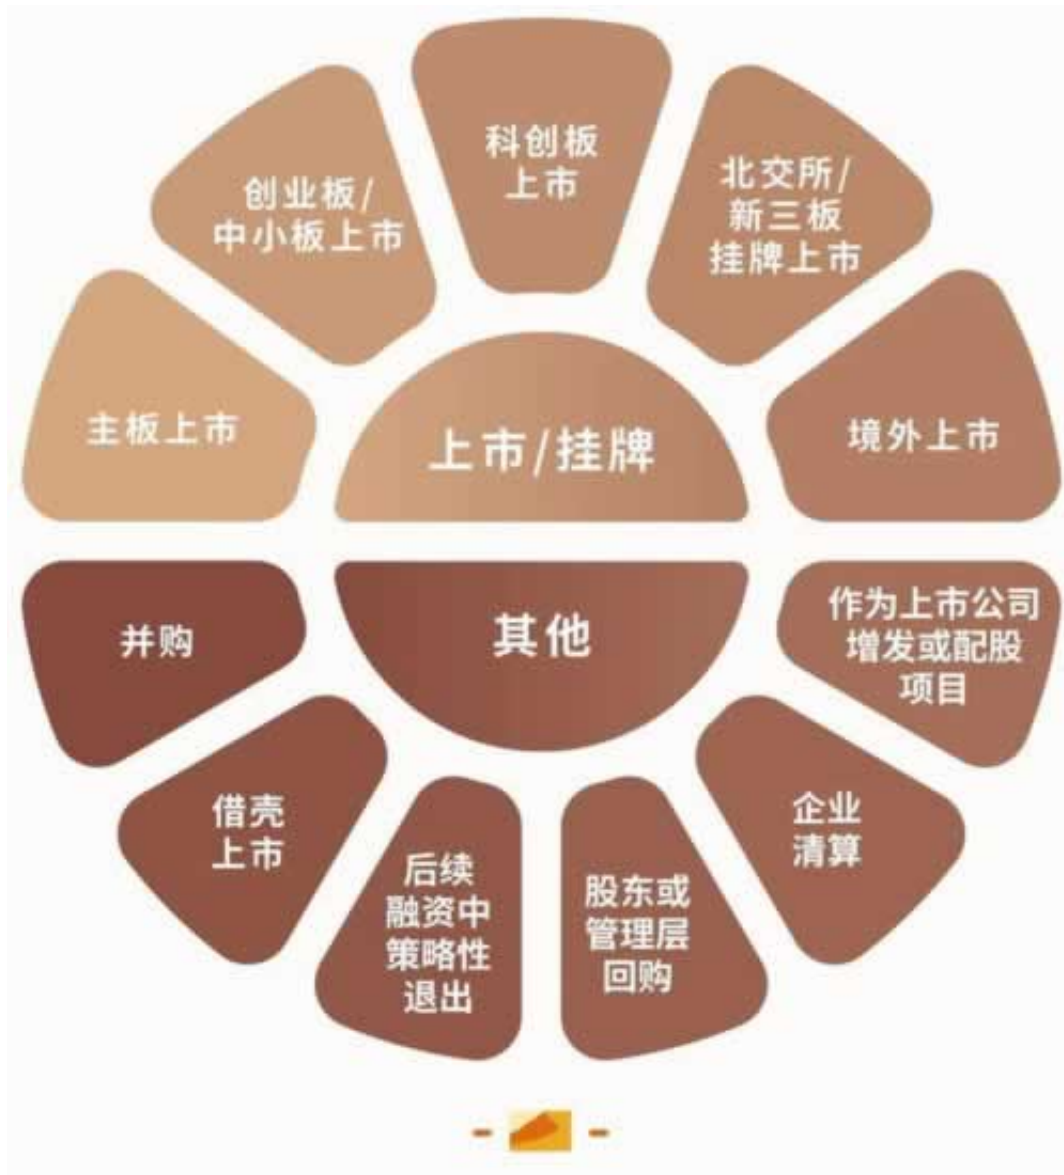 科创板
上市
创业板/
中小板上市
北交所/
新三板
挂牌上市
主板上市
上市/挂牌
境外上市
并购
其他
作为上市公司
增发或配股
项目
借壳
上市
后续
融资中
策略性
退出
股东或
管理层
回购
企业
清算